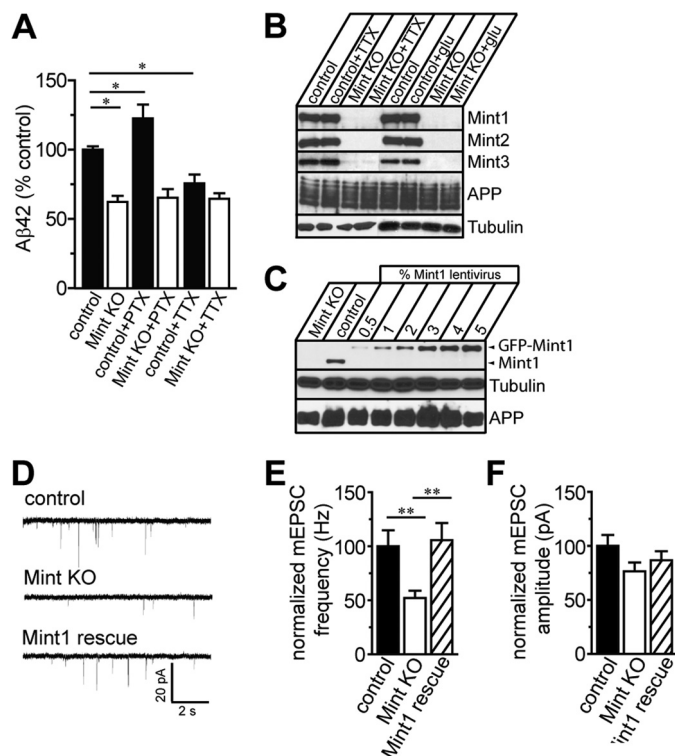 A
Aβ42 (% control)
150
100
50
0
*
*
*
control
Mint KO
control+PTX
Mint KO+PTX
control+TTX
Mint KO+TTX
B
control
control+TTX
Mint KO
Mint KO+TTX
control
control+glu
Mint KO
Mint KO+glu
Mint1
Mint2
Mint3
APP
Tubulin
C
% Mint1 lentivirus
Mint KO
control
0.5
1
2
3
4
5
GFP-Mint1
Mint1
Tubulin
APP
D
control
Mint KO
Mint1 rescue
20 pA
2 s
E
normalized mEPSC
frequency (Hz)
150
100
50
0
**
**
control
Mint KO
Mint1 rescue
F
normalized mEPSC
amplitude (pA)
150
100
50
0
control
Mint KO
Mint1 rescue